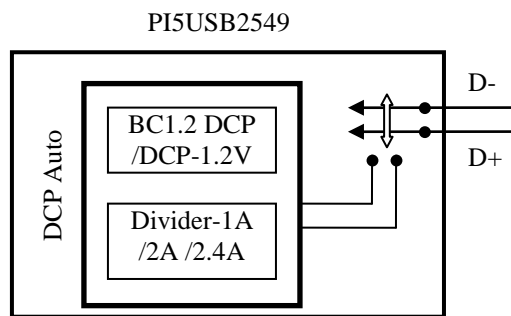 PI5USB2549
DCP Auto
BC1.2 DCP
/DCP-1.2V
Divider-1A
/2A /2.4A
D-
D+